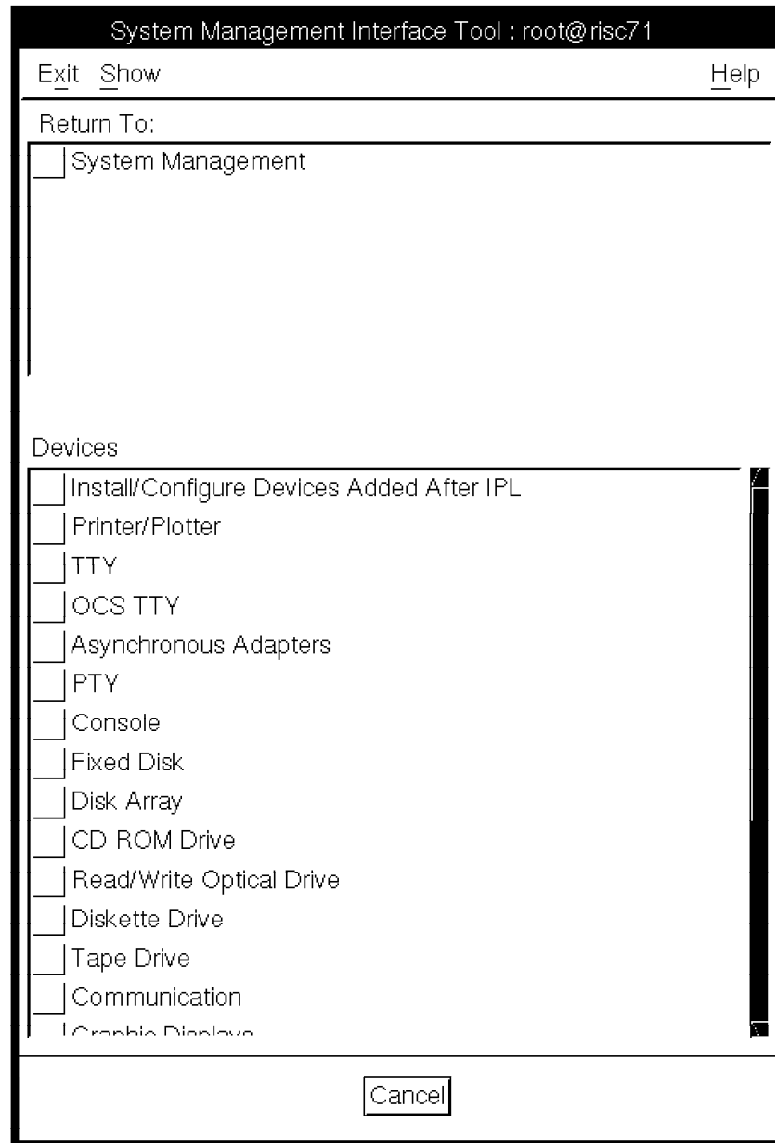 System Management Interface Tool : root@risc71
Exit Show Help
Return To:
System Management
Devices
Install/Configure Devices Added After IPL
Printer/Plotter
TTY
OCS TTY
Asynchronous Adapters
PTY
Console
Fixed Disk
Disk Array
CD ROM Drive
Read/Write Optical Drive
Diskette Drive
Tape Drive
Communication
Graphic Displays
Cancel